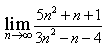 lim n→∞ (5n² + n + 1)/(3n² − n − 4)